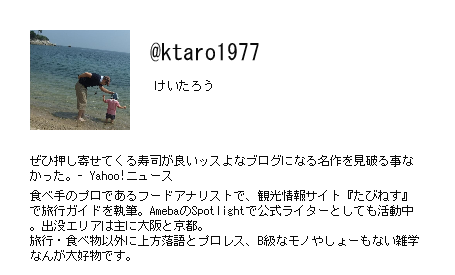 @ktaro1977
けいたろう
ぜひ押し寄せてくる寿司が良いッスよなブログになる名作を見破る事な
かった。- Yahoo!ニュース
食べ手のプロであるフードアナリストで、観光情報サイト『たびねす』
で旅行ガイドを執筆。AmebaのSpotlightで公式ライターとしても活動中
。出没エリアは主に大阪と京都。
旅行・食べ物以外に上方落語とプロレス、B級なモノやしょーもない雑学
なんが大好物です。